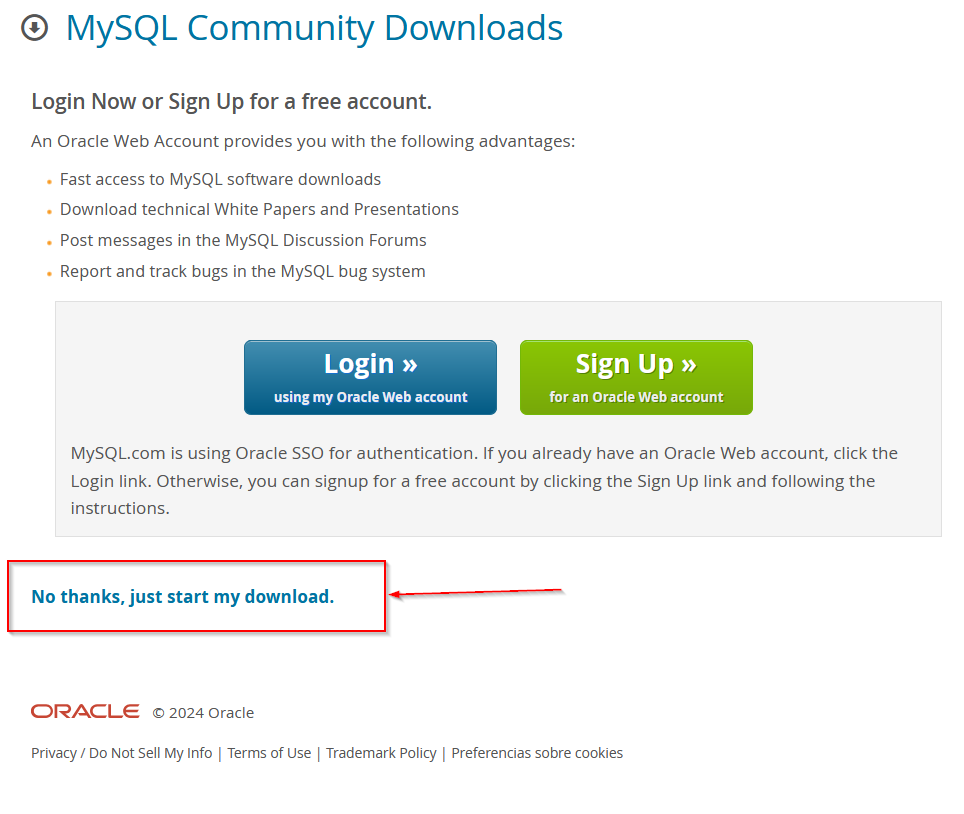 MySQL Community Downloads
Login Now or Sign Up for a free account.
An Oracle Web Account provides you with the following advantages:
Fast access to MySQL software downloads
Download technical White Papers and Presentations
Post messages in the MySQL Discussion Forums
Report and track bugs in the MySQL bug system
Login »
using my Oracle Web account
Sign Up »
for an Oracle Web account
MySQL.com is using Oracle SSO for authentication. If you already have an Oracle Web account, click the
Login link. Otherwise, you can signup for a free account by clicking the Sign Up link and following the
instructions.
No thanks, just start my download.
ORACLE © 2024 Oracle
Privacy / Do Not Sell My Info | Terms of Use | Trademark Policy | Preferencias sobre cookies